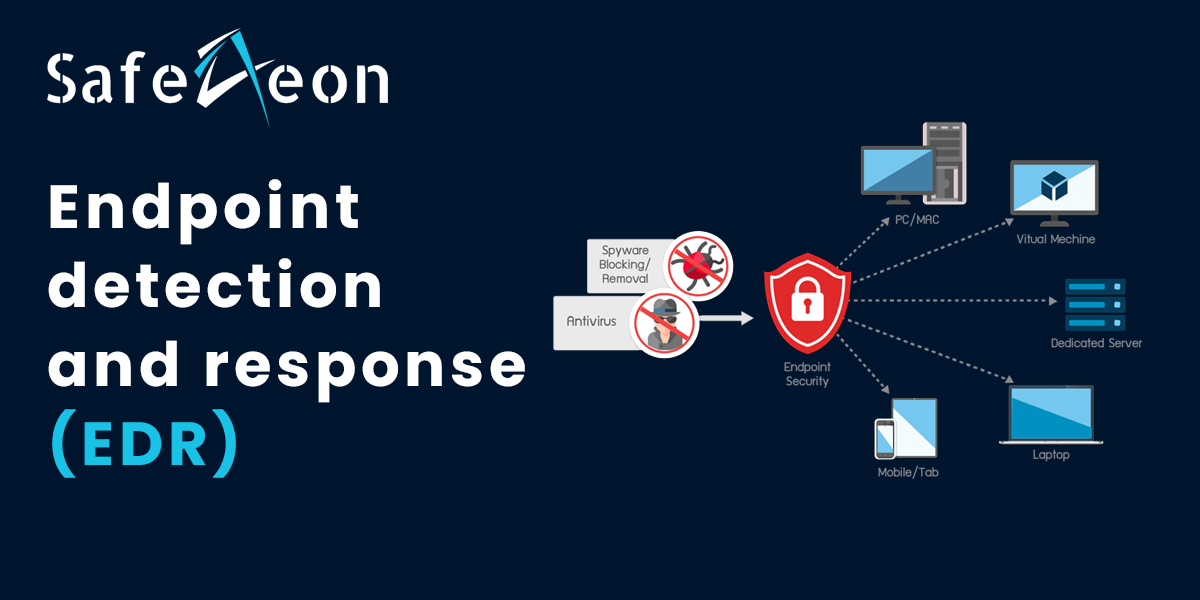 SafeAeon
Endpoint
detection
and response
(EDR)
Spyware
Blocking/
Removal
Antivirus
Endpoint
Security
PC/MAC
Vitual Mechine
Dedicated Server
Laptop
Mobile/Tab